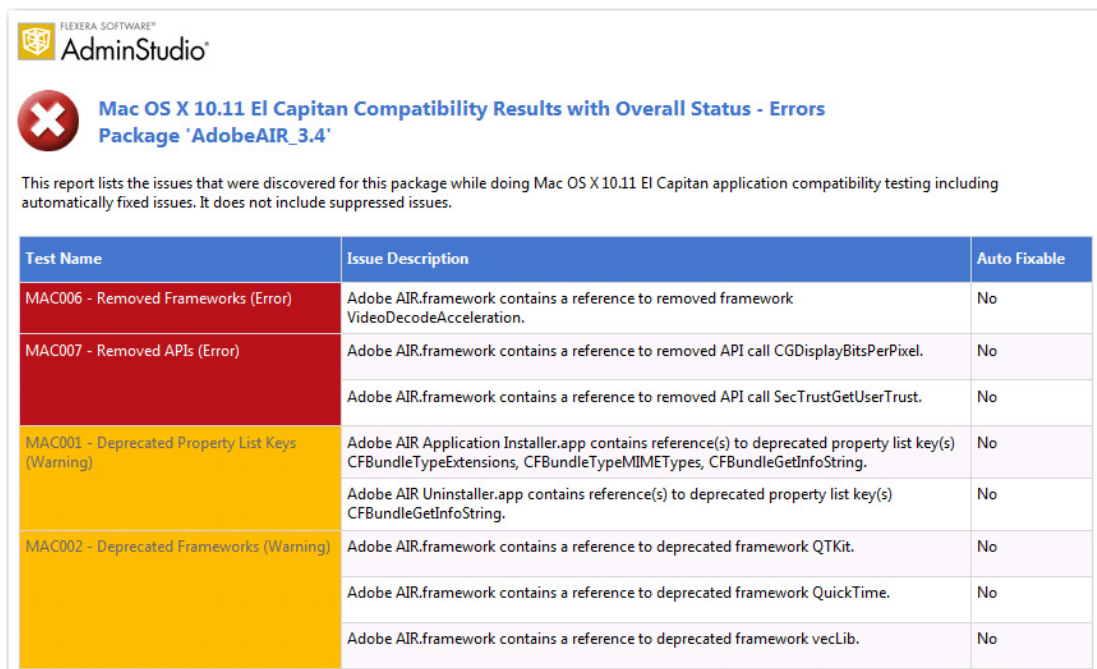 FLEXERA SOFTWARE®
AdminStudio®
Mac OS X 10.11 El Capitan Compatibility Results with Overall Status - Errors
Package 'AdobeAIR_3.4'
This report lists the issues that were discovered for this package while doing Mac OS X 10.11 El Capitan application compatibility testing including
automatically fixed issues. It does not include suppressed issues.
Test Name Issue Description Auto Fixable
MAC006 - Removed Frameworks (Error) Adobe AIR.framework contains a reference to removed framework No
VideoDecodeAcceleration.
MAC007 - Removed APIs (Error) Adobe AIR.framework contains a reference to removed API call CGDisplayBitsPerPixel. No
Adobe AIR.framework contains a reference to removed API call SecTrustGetUserTrust. No
MAC001 - Deprecated Property List Keys Adobe AIR Application Installer.app contains reference(s) to deprecated property list key(s) No
(Warning) CFBundleTypeExtensions, CFBundleTypeMIMETypes, CFBundleGetInfoString.
Adobe AIR Uninstaller.app contains reference(s) to deprecated property list key(s) No
CFBundleGetInfoString.
MAC002 - Deprecated Frameworks (Warning) Adobe AIR.framework contains a reference to deprecated framework QTKit. No
Adobe AIR.framework contains a reference to deprecated framework QuickTime. No
Adobe AIR.framework contains a reference to deprecated framework vecLib. No